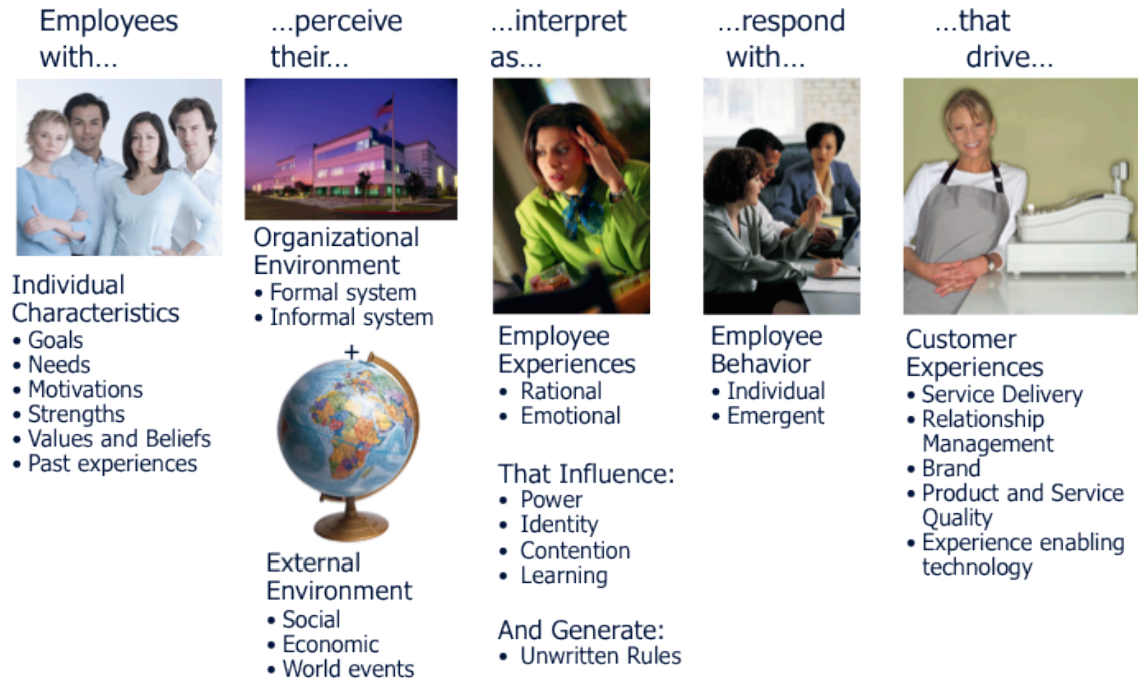 Employees
with...
Individual
Characteristics
• Goals
• Needs
• Motivations
• Strengths
• Values and Beliefs
• Past experiences
...perceive
their...
Organizational
Environment
• Formal system
• Informal system
+
External
Environment
• Social
• Economic
• World events
...interpret
as...
Employee
Experiences
• Rational
• Emotional
That Influence:
• Power
• Identity
• Contention
• Learning
And Generate:
• Unwritten Rules
...respond
with...
Employee
Behavior
• Individual
• Emergent
...that
drive...
Customer
Experiences
• Service Delivery
• Relationship
Management
• Brand
• Product and Service
Quality
• Experience enabling
technology